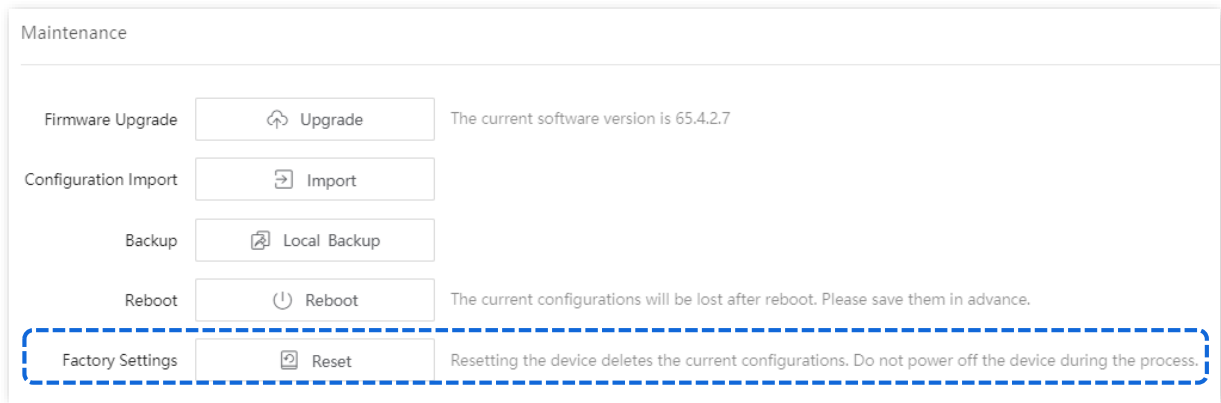 Maintenance
Firmware Upgrade Upgrade The current software version is 65.4.2.7
Configuration Import Import
Backup Local Backup
Reboot Reboot The current configurations will be lost after reboot. Please save them in advance.
Factory Settings Reset Resetting the device deletes the current configurations. Do not power off the device during the process.